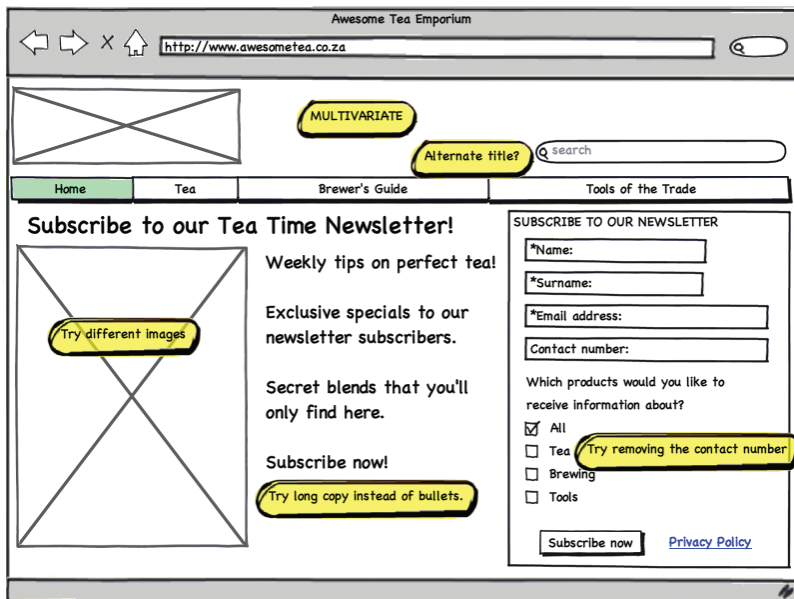 Awesome Tea Emporium
http://www.awesometea.co.za
MULTIVARIATE
Alternate title?
search
Home
Tea
Brewer's Guide
Tools of the Trade
Subscribe to our Tea Time Newsletter!
Try different images
Weekly tips on perfect tea!
Exclusive specials to our
newsletter subscribers.
Secret blends that you'll
only find here.
Subscribe now!
Try long copy instead of bullets.
SUBSCRIBE TO OUR NEWSLETTER
*Name:
*Surname:
*Email address:
Contact number:
Which products would you like to
receive information about?
All
Tea
Try removing the contact number
Brewing
Tools
Subscribe now
Privacy Policy